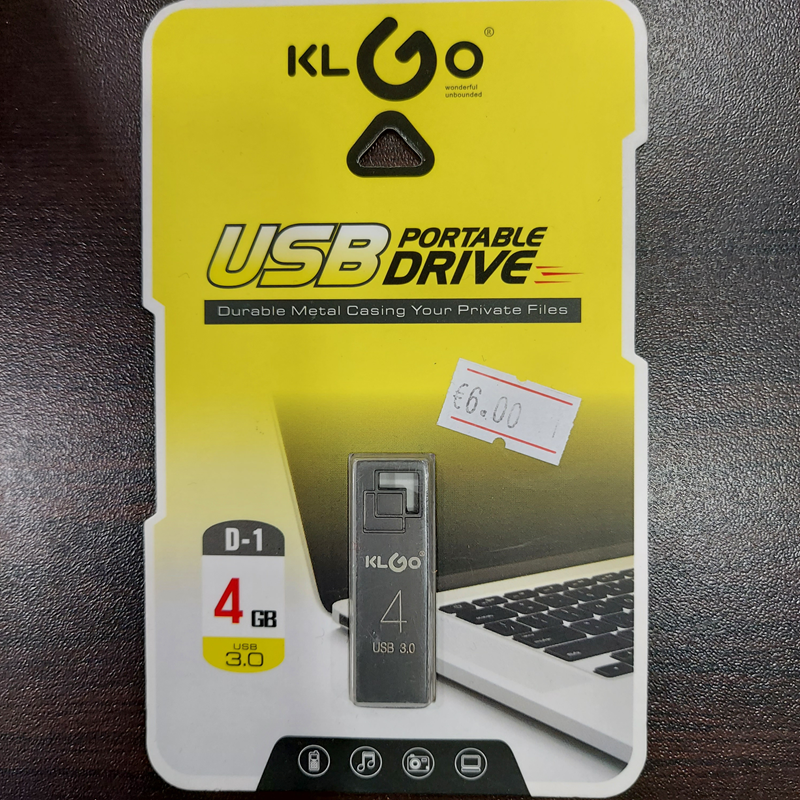 KLGO®
wonderful
unbounded
USB PORTABLE
DRIVE
Durable Metal Casing Your Private Files
€6.00
D-1
4 GB
USB
3.0
KLGO®
4
USB 3.0